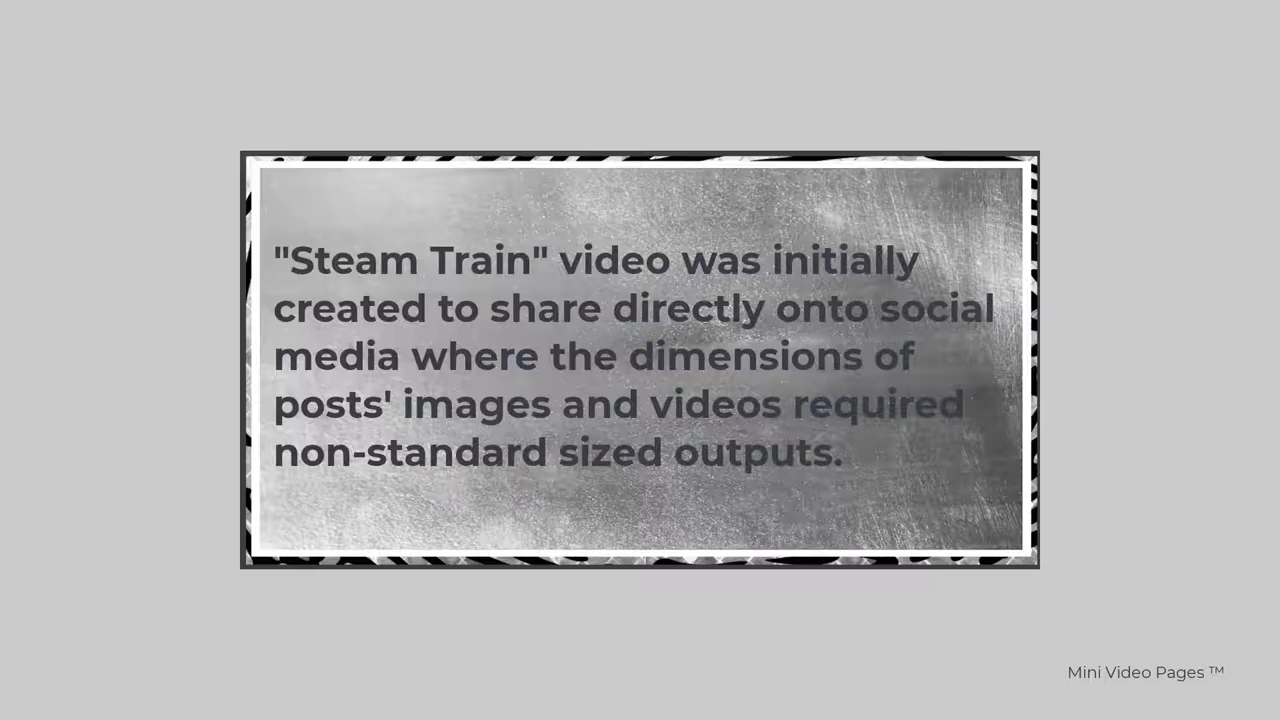 "Steam Train" video was initially
created to share directly onto social
media where the dimensions of
posts' images and videos required
non-standard sized outputs.
Mini Video Pages ™